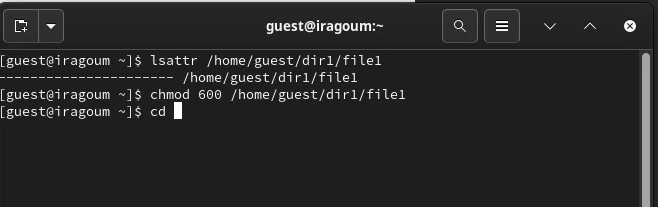 guest@iragoum:~
[guest@iragoum ~]$ lsattr /home/guest/dir1/file1
---------------------- /home/guest/dir1/file1
[guest@iragoum ~]$ chmod 600 /home/guest/dir1/file1
[guest@iragoum ~]$ cd